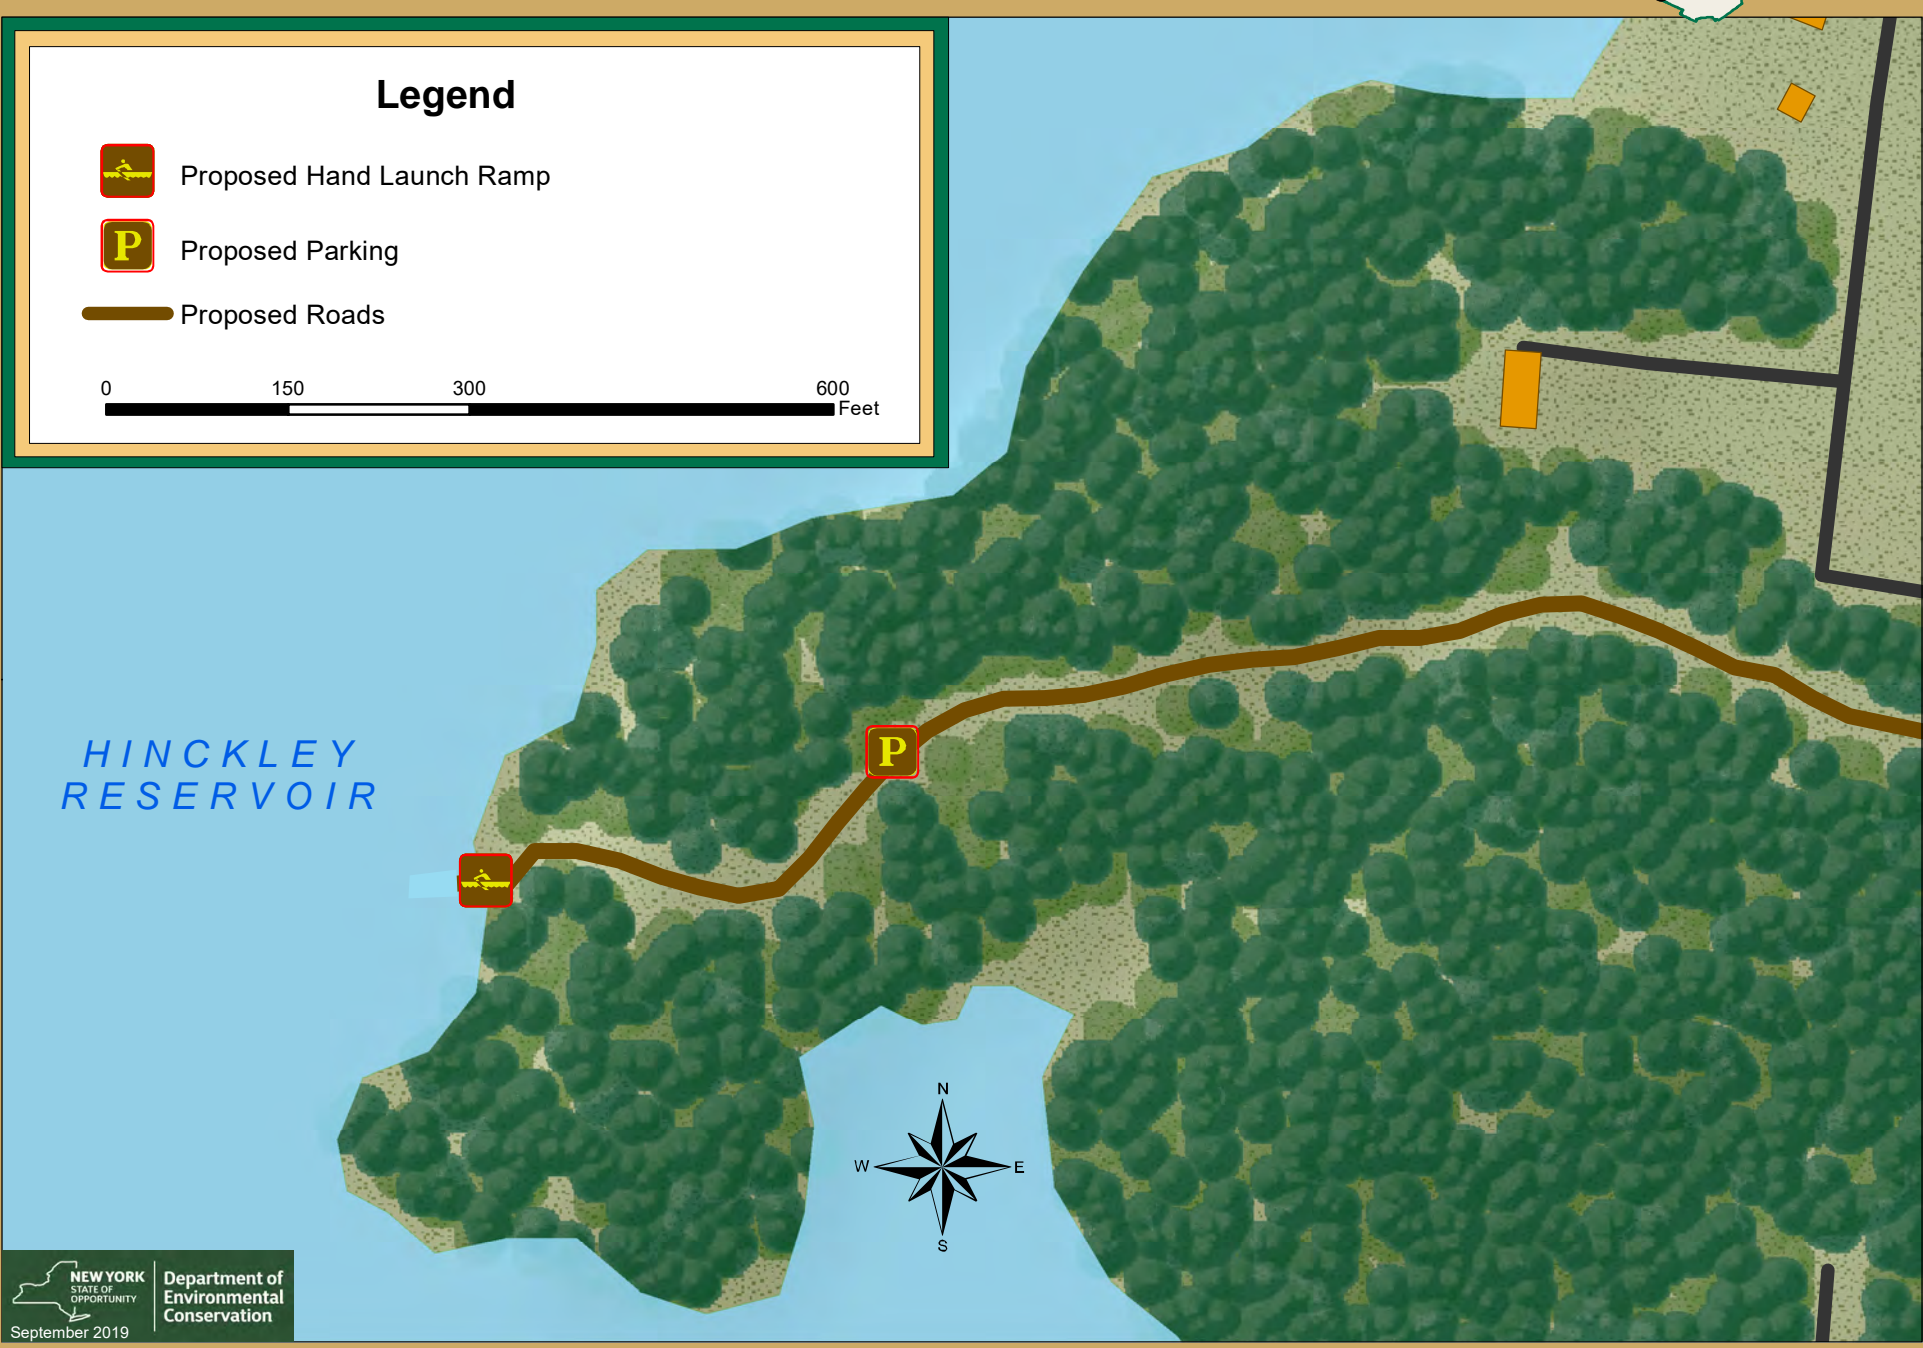 Legend
Proposed Hand Launch Ramp
P
Proposed Parking
Proposed Roads
0 150 300 600
Feet
P
HINCKLEY
RESERVOIR
N
W E
S
NEW YORK
STATE OF
OPPORTUNITY
Department of
Environmental
Conservation
September 2019